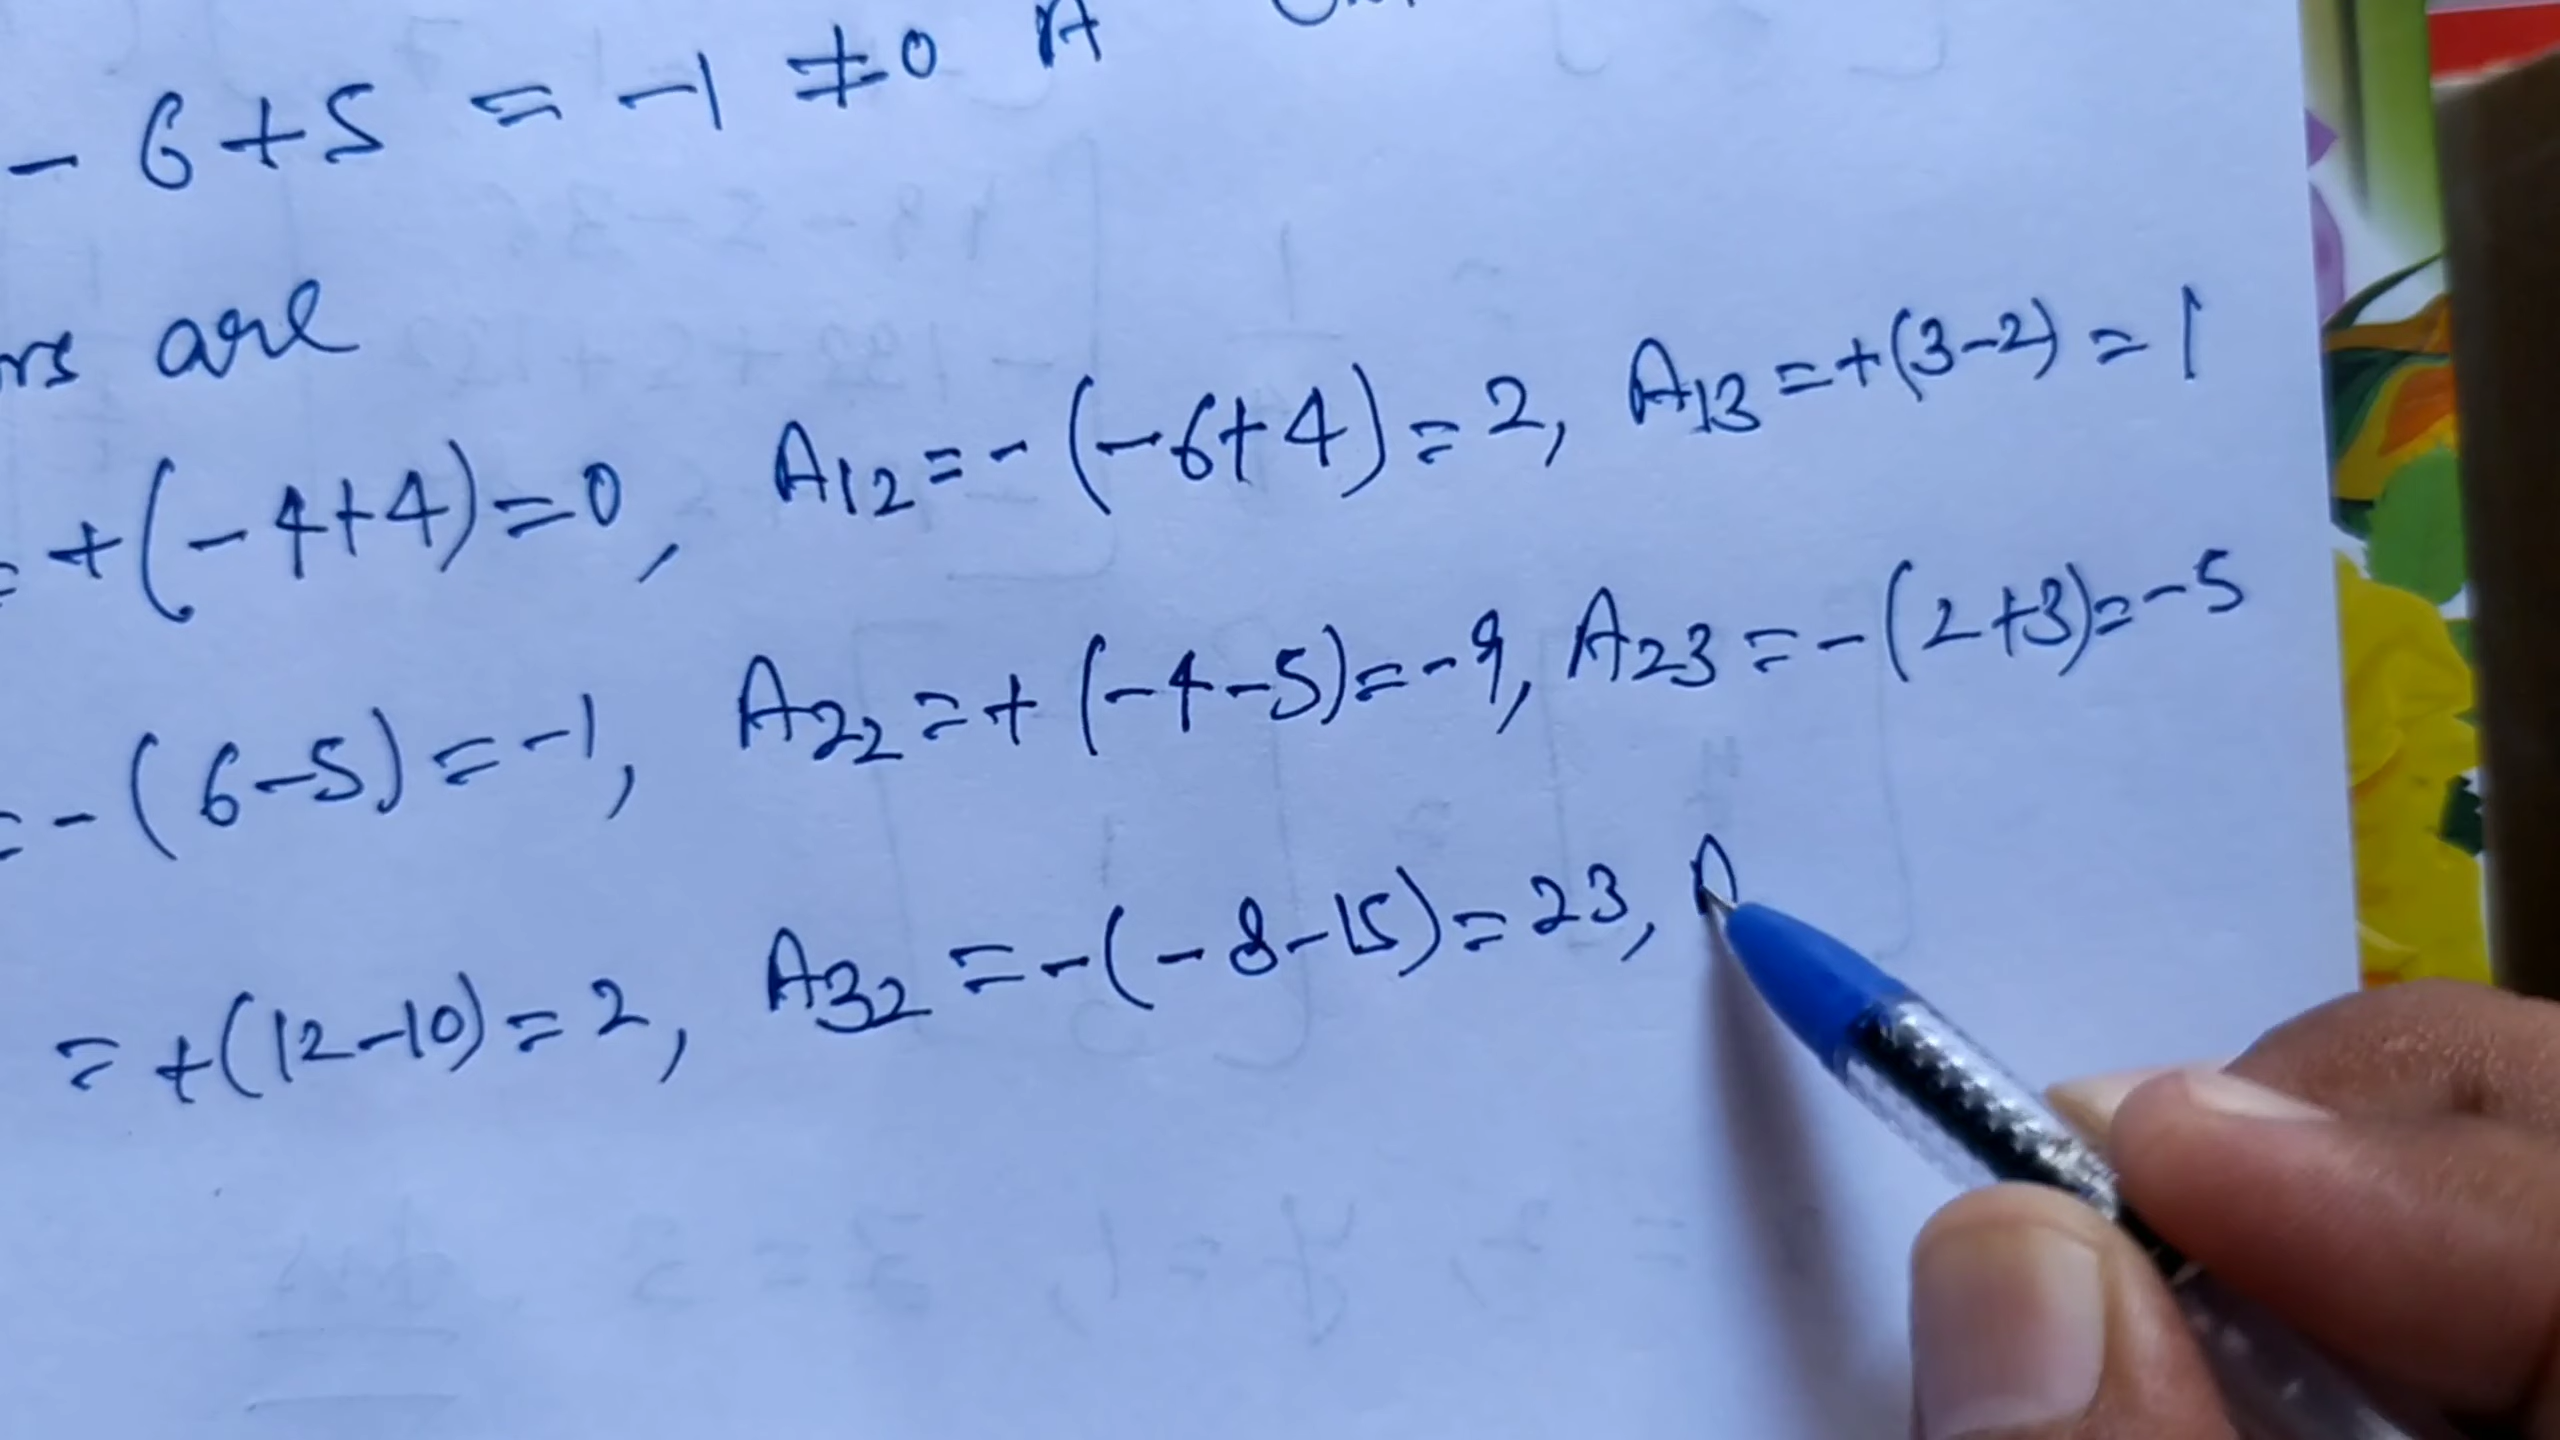 - 6+5 = -1 ≠0 A
rs are
= +(-4+4)=0, A₁₂=-(-6+4)=2, A₁₃=+(3-2)=1
=-(6-5)=-1, A₂₂=+(-4-5)=-9, A₂₃=-(2+3)=-5
=+(12-10)=2, A₃₂=-(-8-15)=23, A